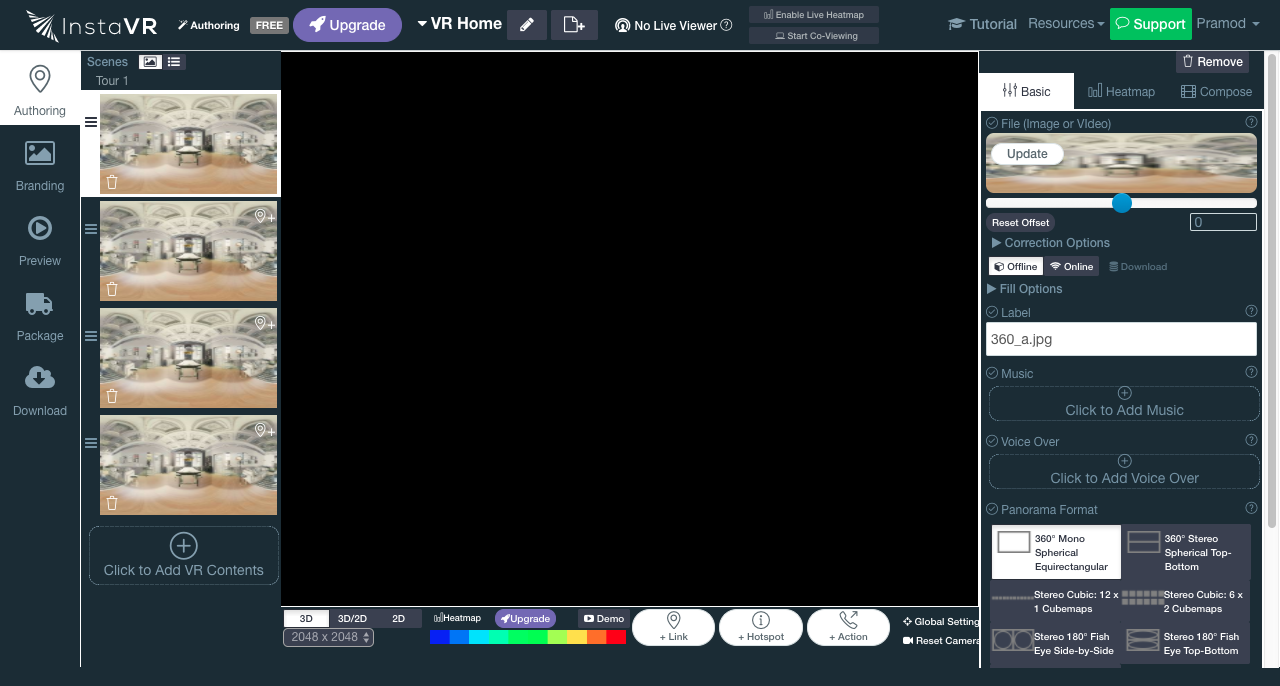 InstaVR
Authoring
FREE
Upgrade
VR Home
No Live Viewer
Enable Live Heatmap
Start Co-Viewing
Tutorial
Resources
Support
Pramod
Authoring
Branding
Preview
Package
Download
Scenes
Tour 1
Click to Add VR Contents
3D
3D/2D
2D
2048 x 2048
Heatmap
Upgrade
Demo
+ Link
+ Hotspot
+ Action
Global Setting
Reset Camera
Remove
Basic
Heatmap
Compose
File (Image or VIdeo)
Update
Reset Offset
0
Correction Options
Offline
Online
Download
Fill Options
Label
360_a.jpg
Music
Click to Add Music
Voice Over
Click to Add Voice Over
Panorama Format
360° Mono
Spherical
Equirectangular
360° Stereo
Spherical Top-
Bottom
Stereo Cubic: 12 x
1 Cubemaps
Stereo Cubic: 6 x
2 Cubemaps
Stereo 180° Fish
Eye Side-by-Side
Stereo 180° Fish
Eye Top-Bottom